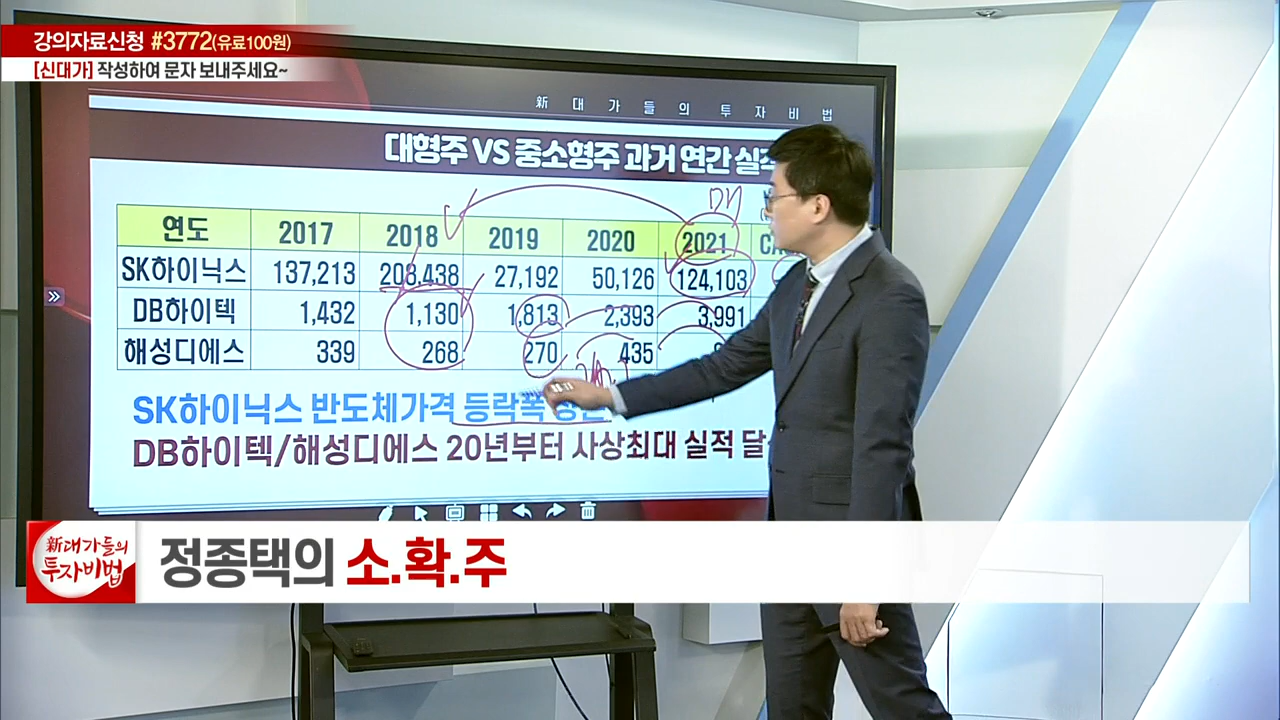 강의자료신청 #3772(유료100원)
[신대가] 작성하여 문자 보내주세요~
新 대 가 들 의 투 자 비 법
대형주 VS 중소형주 과거 연간 실적
연도 2017 2018 2019 2020 2021
SK하이닉스 137,213 208,438 27,192 50,126 124,103
DB하이텍 1,432 1,130 1,813 2,393 3,991
해성디에스 339 268 270 435
SK하이닉스 반도체가격 등락폭
DB하이텍/해성디에스 20년부터 사상최대 실적 달
新대가들의
투자비법
정종택의 소.확.주